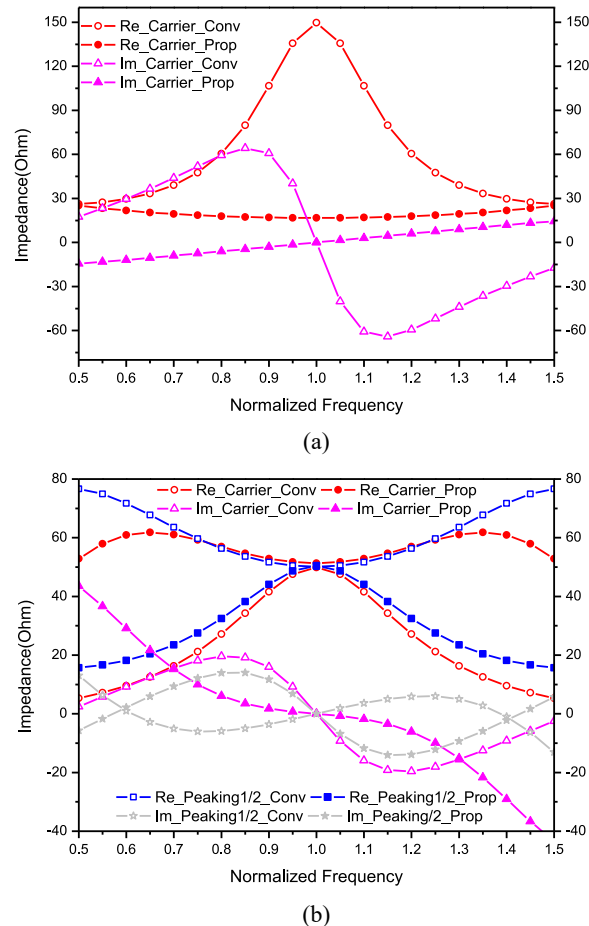 150
120
90
60
30
0
-30
-60
150
120
90
60
30
0
-30
-60
Re_Carrier_Conv
Re_Carrier_Prop
Im_Carrier_Conv
Im_Carrier_Prop
Impedance(Ohm)
0.5 0.6 0.7 0.8 0.9 1.0 1.1 1.2 1.3 1.4 1.5
Normalized Frequency
(a)
80
60
40
20
0
-20
-40
80
60
40
20
0
-20
-40
Re_Carrier_Conv Re_Carrier_Prop
Im_Carrier_Conv Im_Carrier_Prop
Impedance(Ohm)
Re_Peaking1/2_Conv Re_Peaking1/2_Prop
Im_Peaking1/2_Conv Im_Peaking/2_Prop
0.5 0.6 0.7 0.8 0.9 1.0 1.1 1.2 1.3 1.4 1.5
Normalized Frequency
(b)